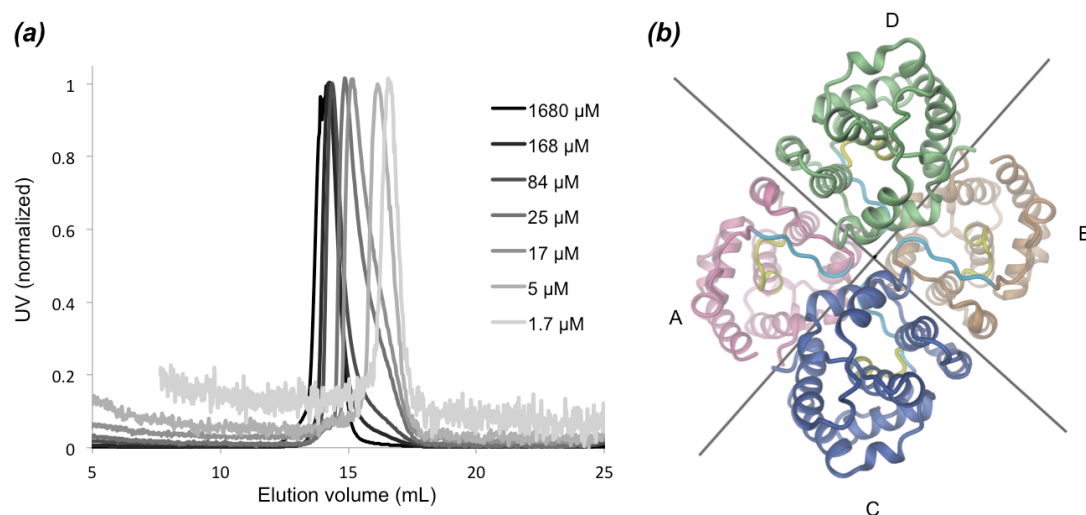 (a)
UV (normalized)
1
0.8
0.6
0.4
0.2
0
5
10
15
20
25
Elution volume (mL)
1680 µM
168 µM
84 µM
25 µM
17 µM
5 µM
1.7 µM
(b)
D
B
A
C